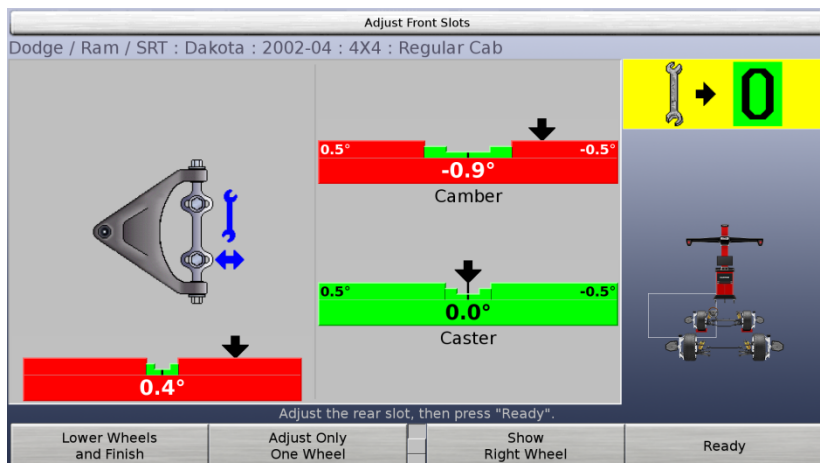 Adjust Front Slots
Dodge / Ram / SRT : Dakota : 2002-04 : 4X4 : Regular Cab
0
0.5° -0.5°
-0.9°
Camber
0.5° -0.5°
0.0°
Caster
0.4°
Adjust the rear slot, then press "Ready".
Lower Wheels
and Finish
Adjust Only
One Wheel
Show
Right Wheel
Ready